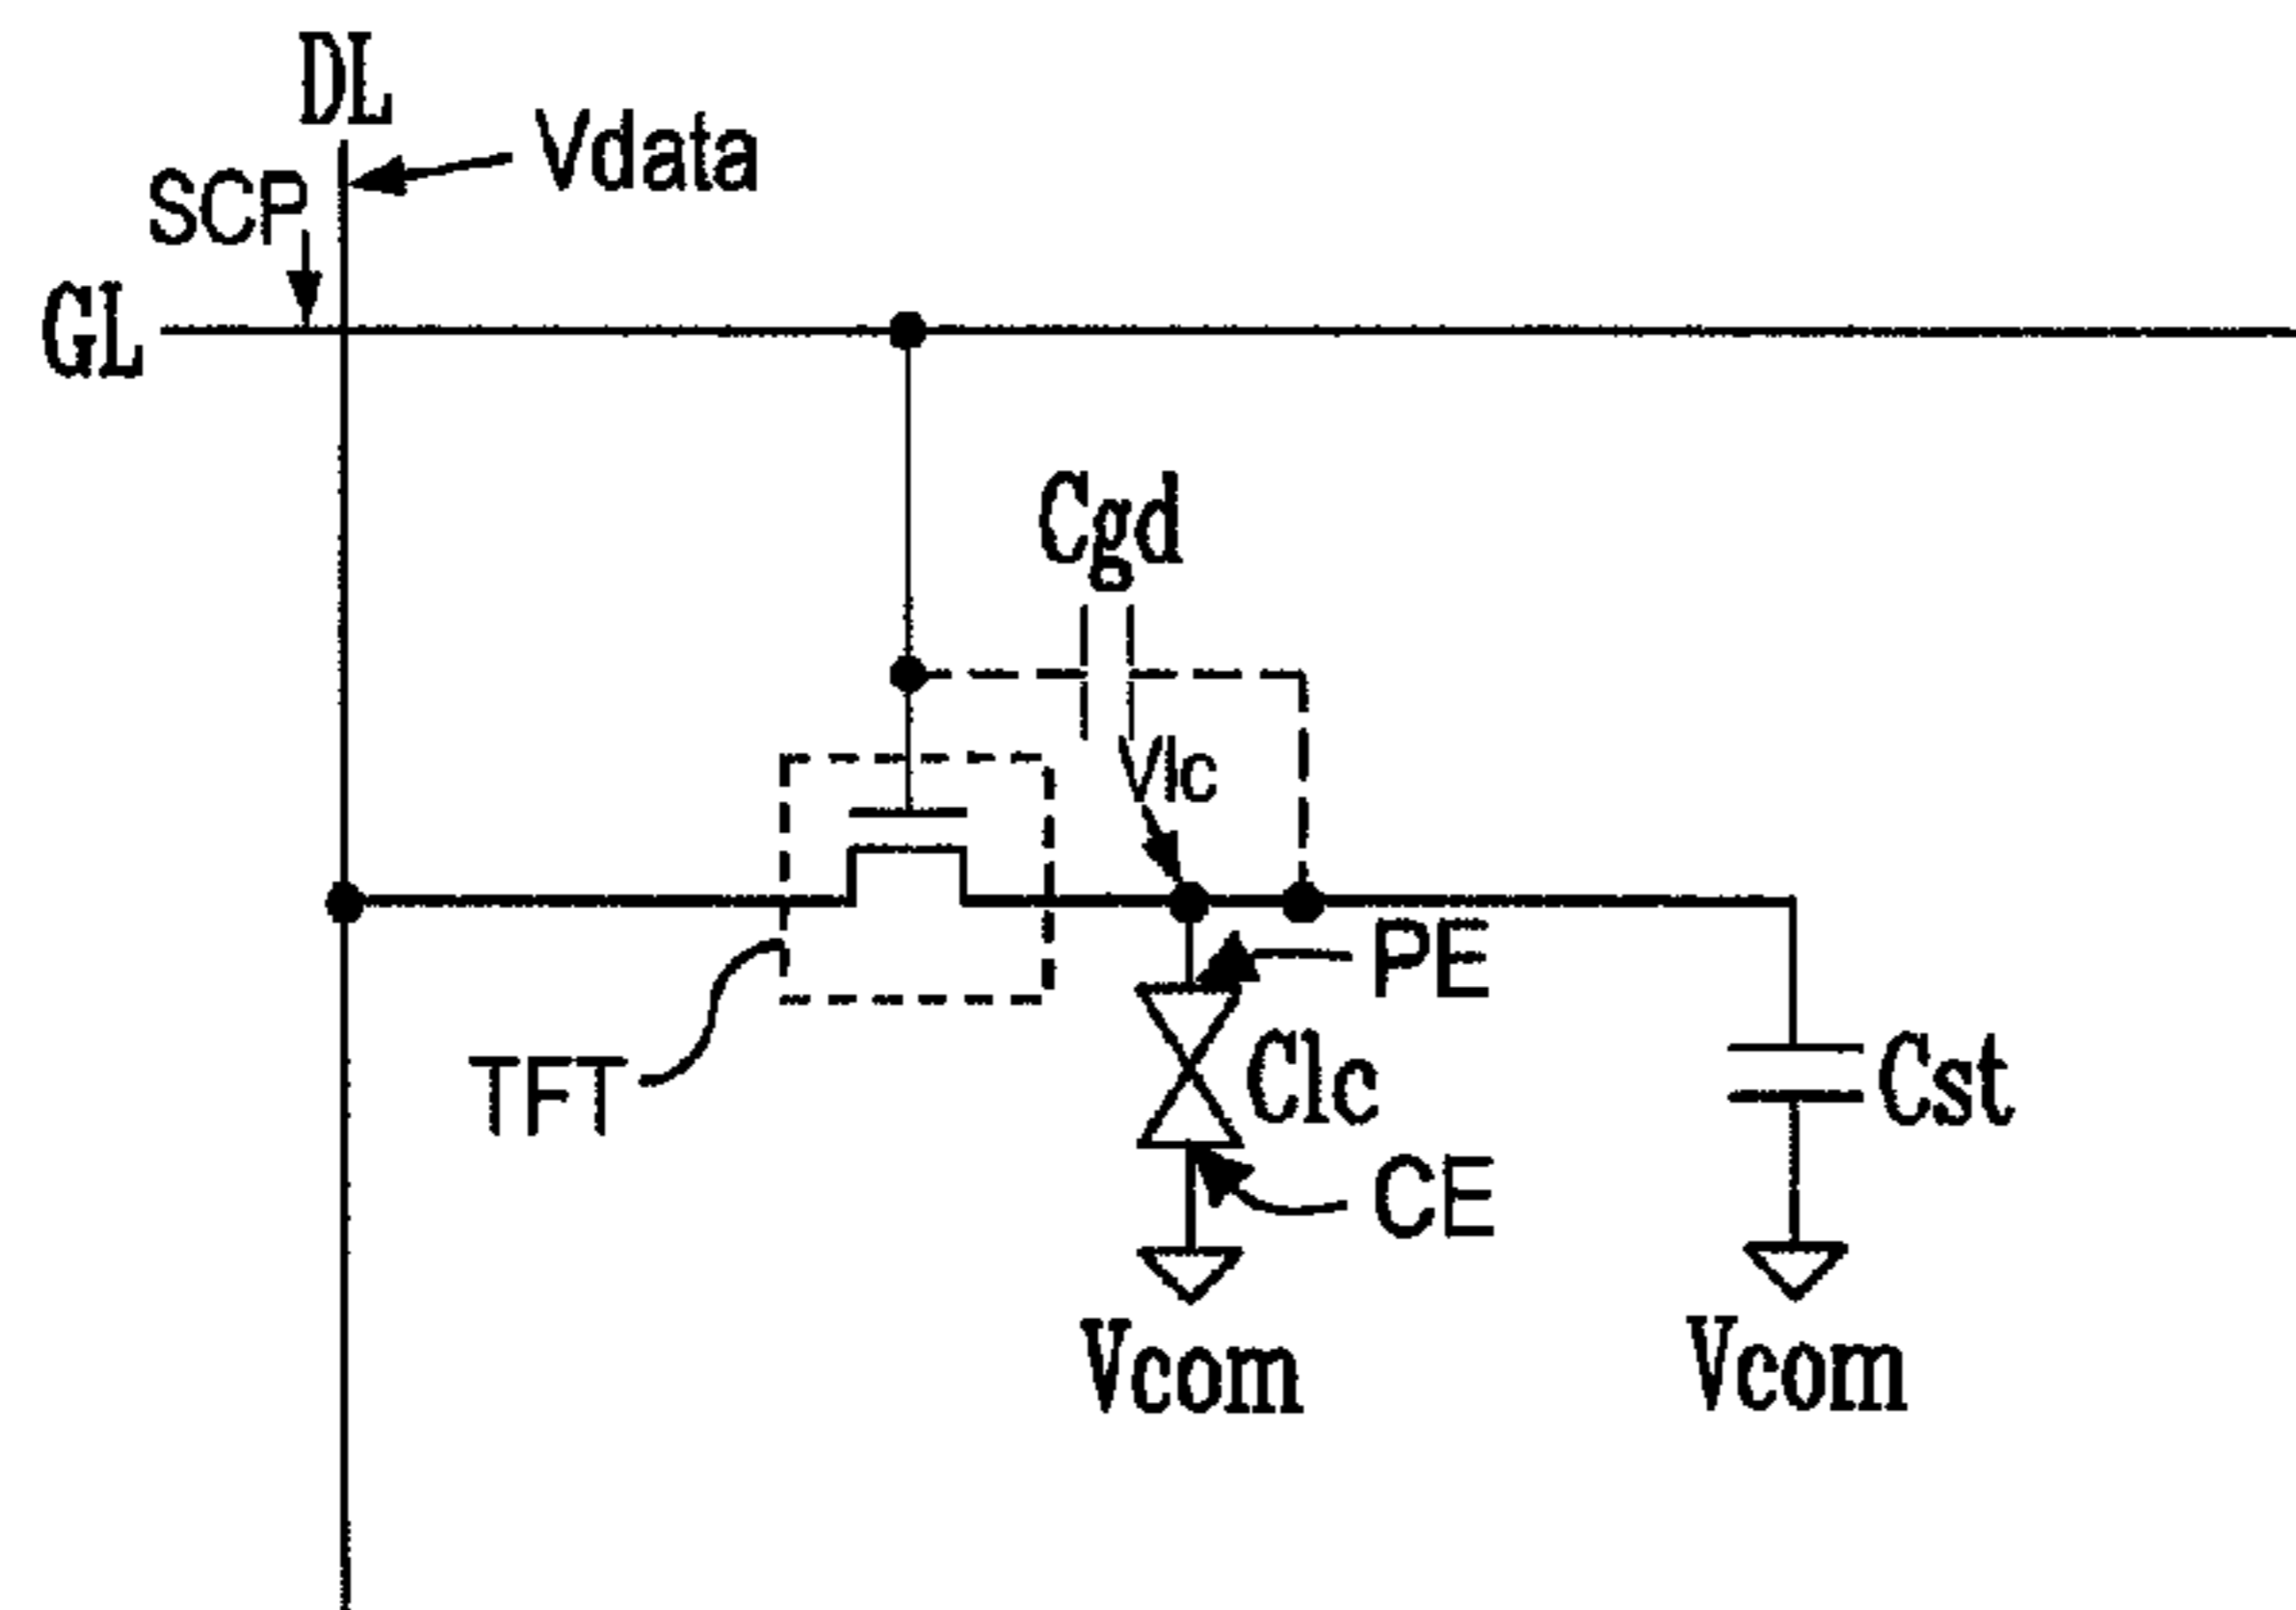 DL
Vdata
SCP
GL
Cgd
Vlc
PE
TFT
Clc
Cst
CE
Vcom
Vcom